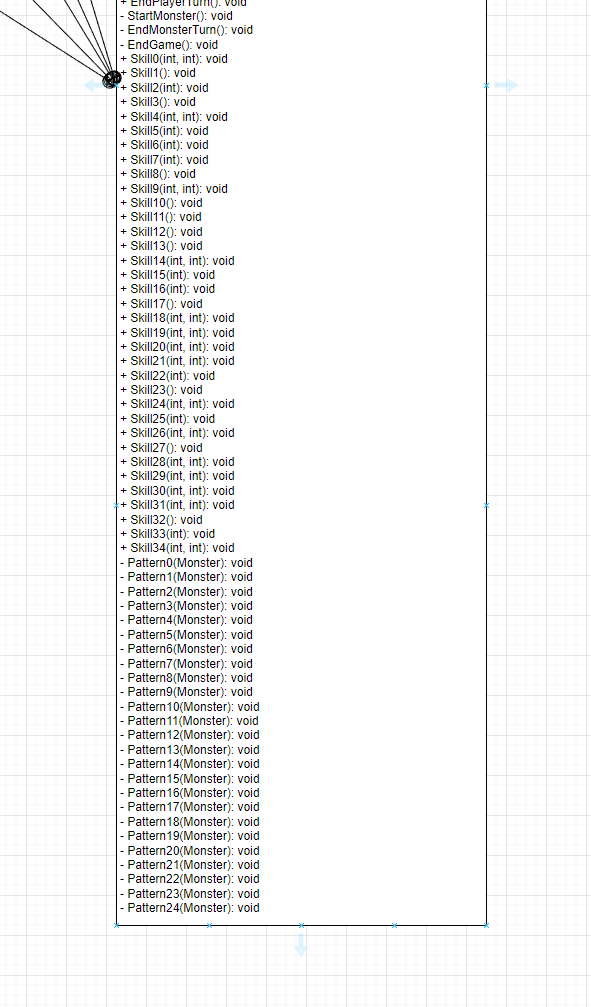 + EndPlayerTurn(): void
- StartMonster(): void
- EndMonsterTurn(): void
- EndGame(): void
+ Skill0(int, int): void
+ Skill1(): void
+ Skill2(int): void
+ Skill3(): void
+ Skill4(int, int): void
+ Skill5(int): void
+ Skill6(int): void
+ Skill7(int): void
+ Skill8(): void
+ Skill9(int, int): void
+ Skill10(): void
+ Skill11(): void
+ Skill12(): void
+ Skill13(): void
+ Skill14(int, int): void
+ Skill15(int): void
+ Skill16(int): void
+ Skill17(): void
+ Skill18(int, int): void
+ Skill19(int, int): void
+ Skill20(int, int): void
+ Skill21(int, int): void
+ Skill22(int): void
+ Skill23(): void
+ Skill24(int, int): void
+ Skill25(int): void
+ Skill26(int, int): void
+ Skill27(): void
+ Skill28(int, int): void
+ Skill29(int, int): void
+ Skill30(int, int): void
+ Skill31(int, int): void
+ Skill32(): void
+ Skill33(int): void
+ Skill34(int, int): void
- Pattern0(Monster): void
- Pattern1(Monster): void
- Pattern2(Monster): void
- Pattern3(Monster): void
- Pattern4(Monster): void
- Pattern5(Monster): void
- Pattern6(Monster): void
- Pattern7(Monster): void
- Pattern8(Monster): void
- Pattern9(Monster): void
- Pattern10(Monster): void
- Pattern11(Monster): void
- Pattern12(Monster): void
- Pattern13(Monster): void
- Pattern14(Monster): void
- Pattern15(Monster): void
- Pattern16(Monster): void
- Pattern17(Monster): void
- Pattern18(Monster): void
- Pattern19(Monster): void
- Pattern20(Monster): void
- Pattern21(Monster): void
- Pattern22(Monster): void
- Pattern23(Monster): void
- Pattern24(Monster): void